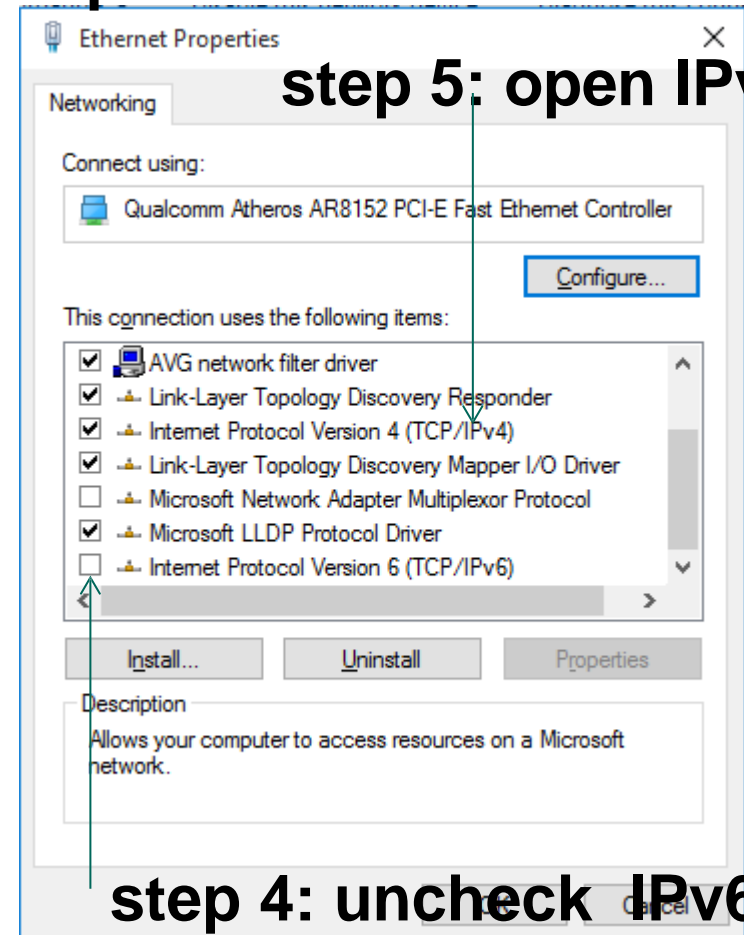 Ethernet Properties
step 5: open IPv
Networking
Connect using:
Qualcomm Atheros AR8152 PCI-E Fast Ethernet Controller
Configure...
This connection uses the following items:
AVG network filter driver
Link-Layer Topology Discovery Responder
Internet Protocol Version 4 (TCP/IPv4)
Link-Layer Topology Discovery Mapper I/O Driver
Microsoft Network Adapter Multiplexor Protocol
Microsoft LLDP Protocol Driver
Internet Protocol Version 6 (TCP/IPv6)
Install...
Uninstall
Properties
Description
Allows your computer to access resources on a Microsoft
network.
step 4: uncheck IPv6
OK
Cancel